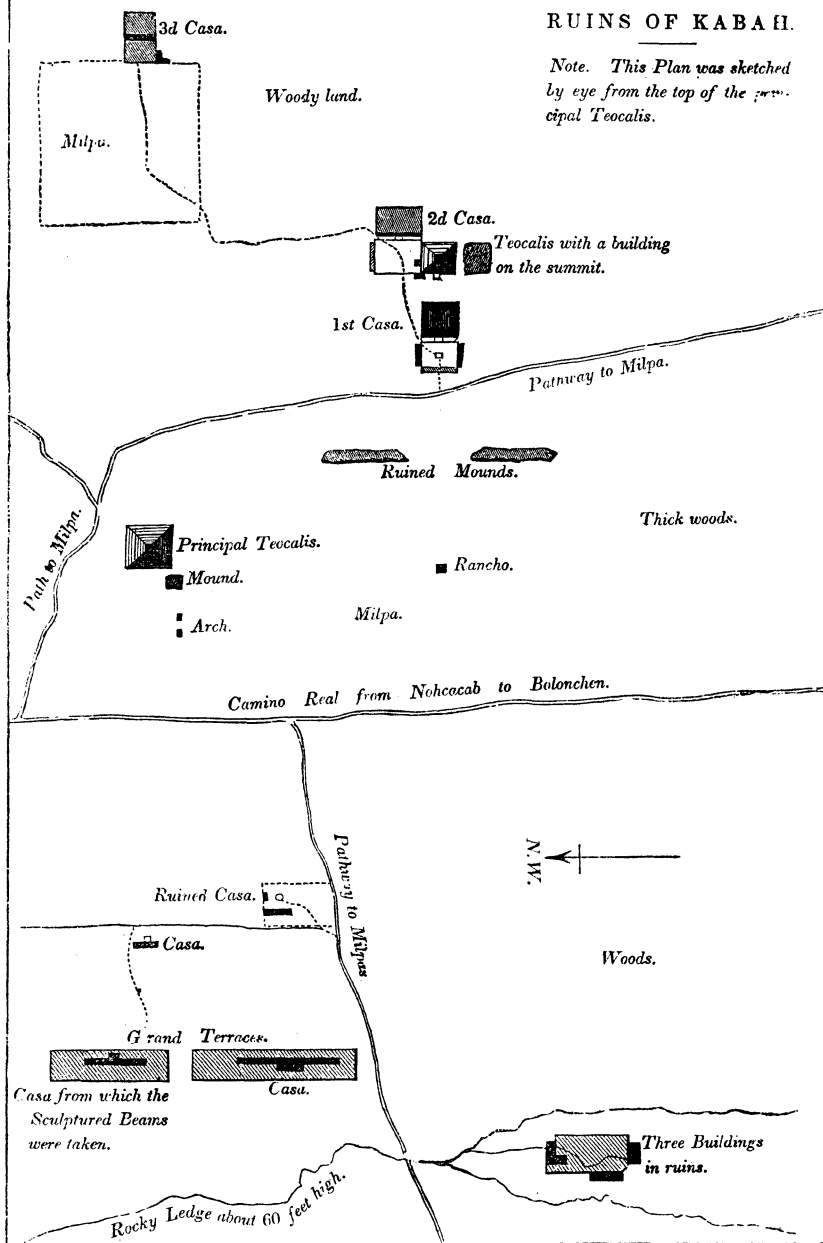 RUINS OF KABAH.
Note. This Plan was sketched
by eye from the top of the
cipal Teocalis.
3d Casa.
Woody land.
Milpa.
2d Casa.
Teocalis with a building
on the summit.
1st Casa.
Pathway to Milpa.
Ruined Mounds.
Path to Milpa.
Thick woods.
Principal Teocalis.
Mound.
Rancho.
Arch.
Milpa.
Camino Real from Nohcacab to Bolonchen.
N.W.
Pathway to Milpas
Ruined Casa.
Casa.
Woods.
Grand Terraces.
Casa from which the
Sculptured Beams
were taken.
Casa.
Three Buildings
in ruins.
Rocky Ledge about 60 feet high.